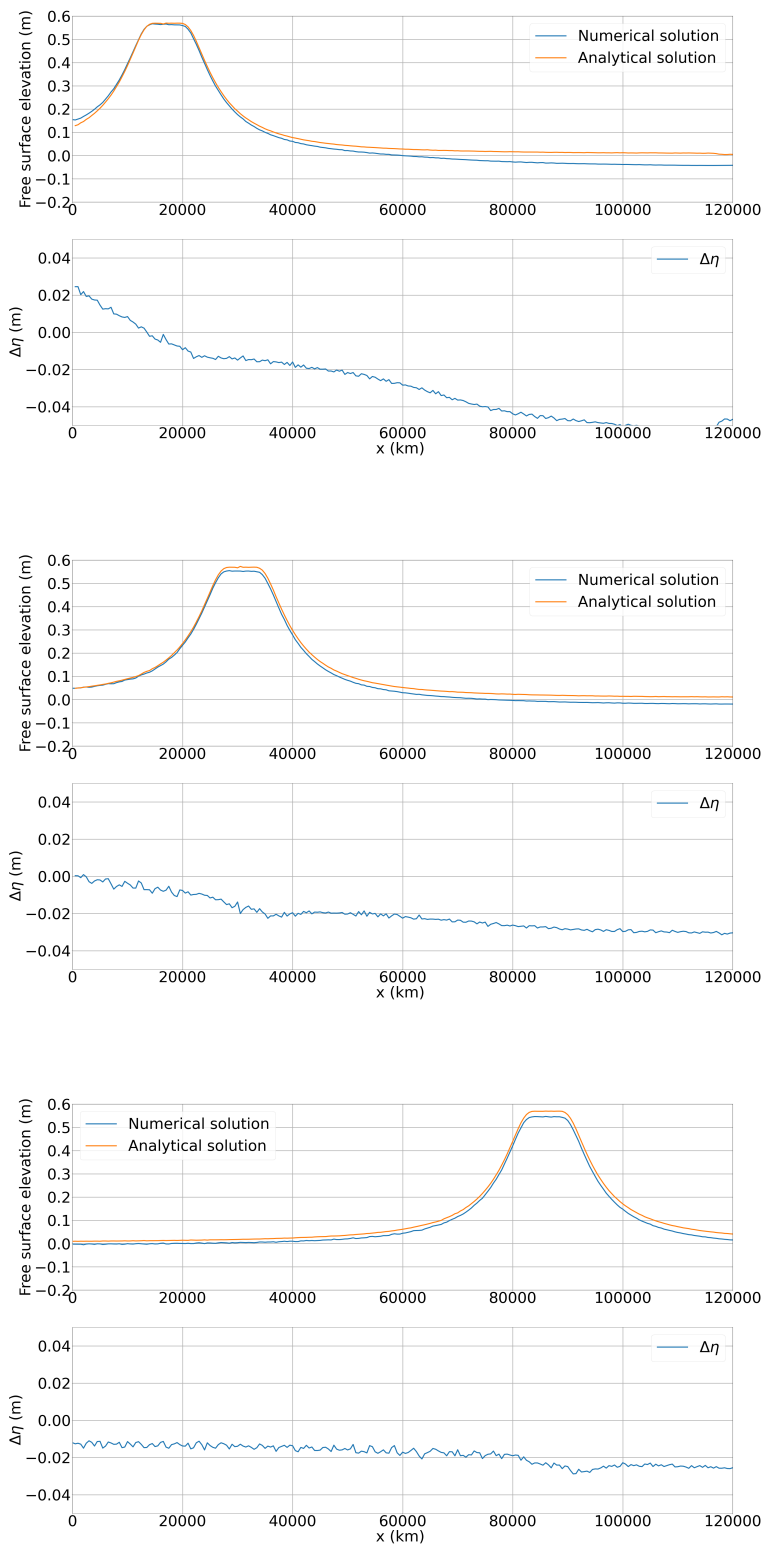 Free surface elevation (m)
0.6
0.5
0.4
0.3
0.2
0.1
0.0
−0.1
−0.2
Numerical solution
Analytical solution
0 20000 40000 60000 80000 100000 120000
Δη (m)
0.04
0.02
0.00
−0.02
−0.04
Δη
0 20000 40000 60000 80000 100000 120000
x (km)
Free surface elevation (m)
0.6
0.5
0.4
0.3
0.2
0.1
0.0
−0.1
−0.2
Numerical solution
Analytical solution
0 20000 40000 60000 80000 100000 120000
Δη (m)
0.04
0.02
0.00
−0.02
−0.04
Δη
0 20000 40000 60000 80000 100000 120000
x (km)
Free surface elevation (m)
0.6
0.5
0.4
0.3
0.2
0.1
0.0
−0.1
−0.2
Numerical solution
Analytical solution
0 20000 40000 60000 80000 100000 120000
Δη (m)
0.04
0.02
0.00
−0.02
−0.04
Δη
0 20000 40000 60000 80000 100000 120000
x (km)